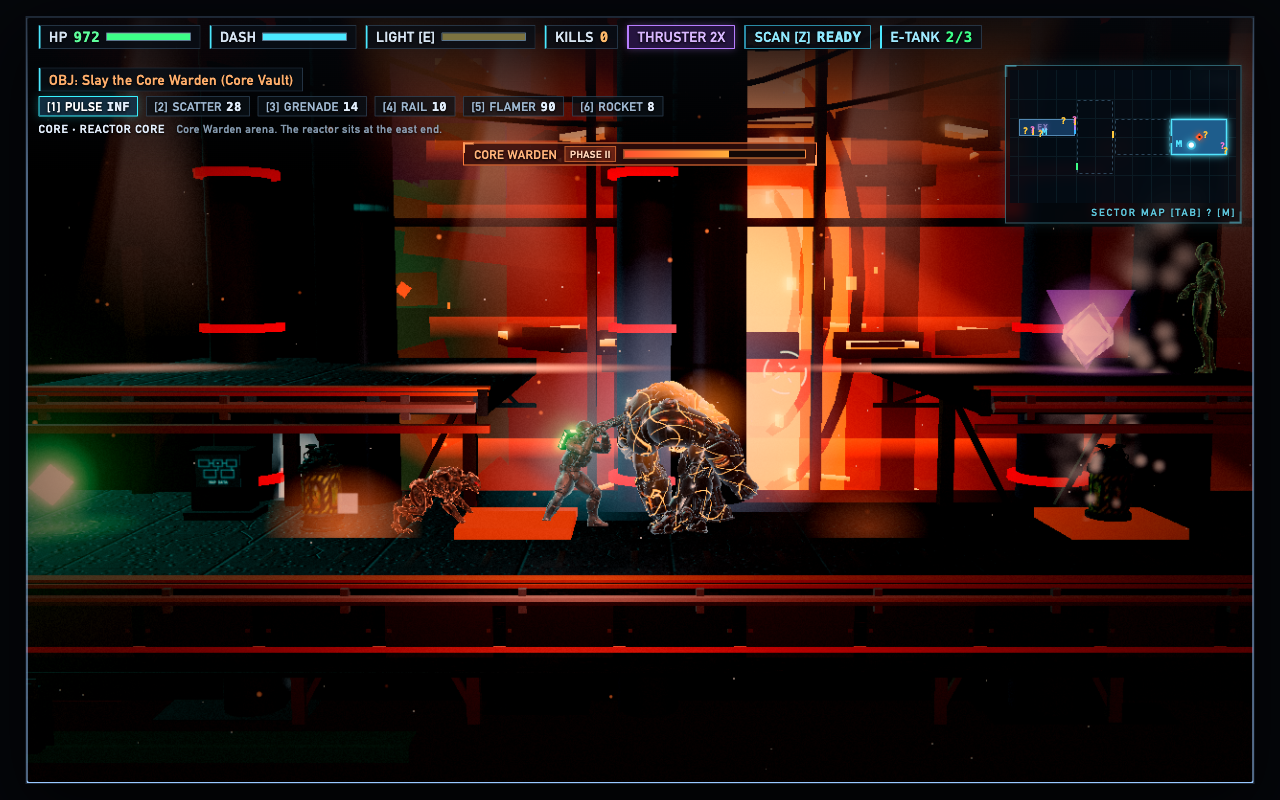 HP 972 DASH LIGHT [E] KILLS 0 THRUSTER 2X SCAN [Z] READY E-TANK 2/3
OBJ: Slay the Core Warden (Core Vault)
[1] PULSE INF [2] SCATTER 28 [3] GRENADE 14 [4] RAIL 10 [5] FLAMER 90 [6] ROCKET 8
CORE · REACTOR CORE Core Warden arena. The reactor sits at the east end.
CORE WARDEN PHASE II
M
SECTOR MAP [TAB] ? [M]